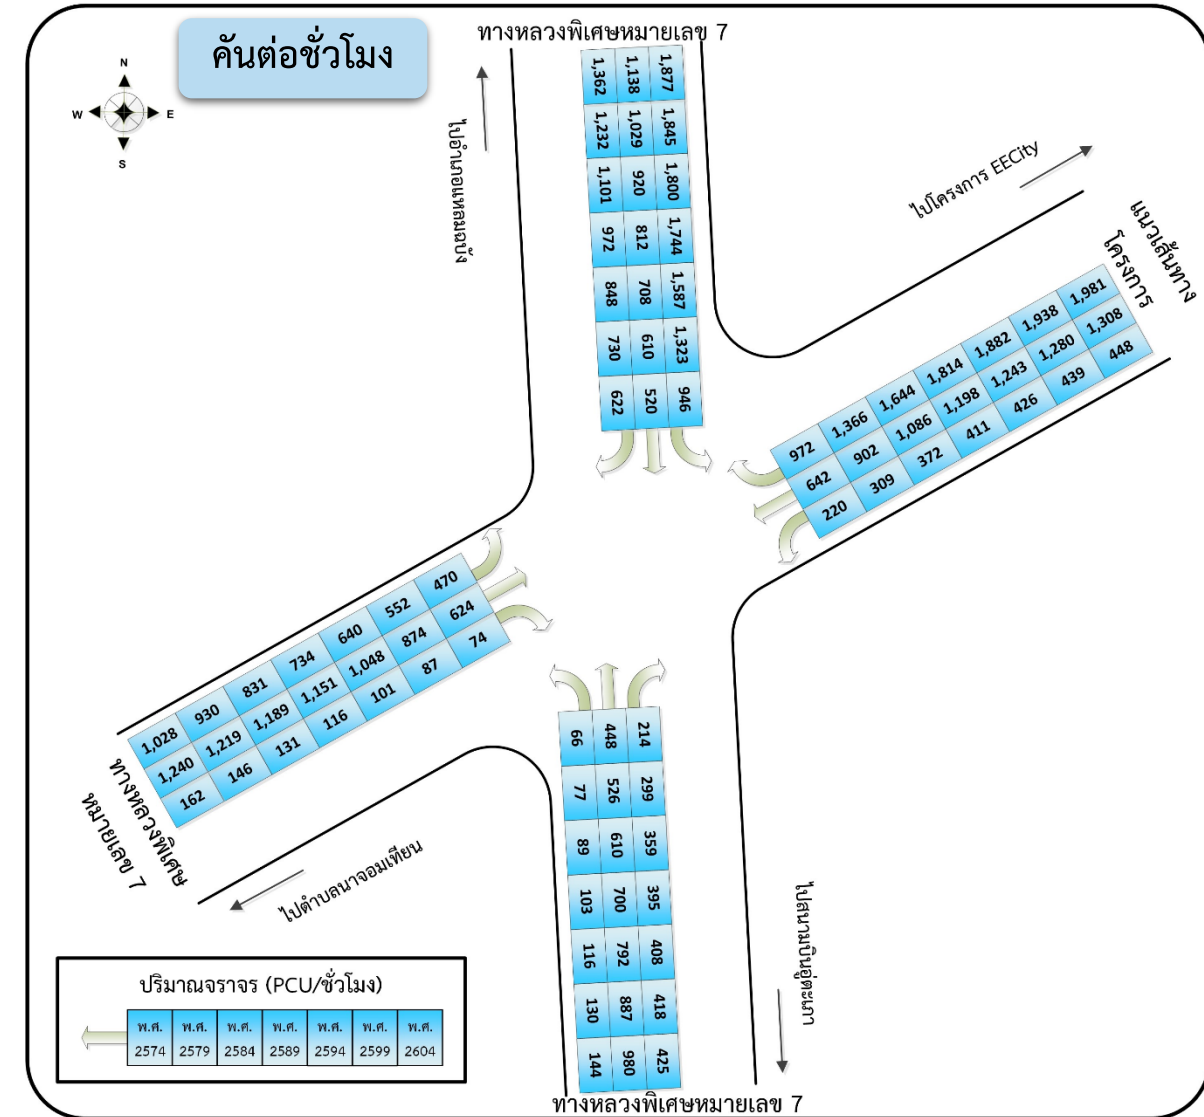 คันต่อชั่วโมง
ทางหลวงพิเศษหมายเลข 7
N
W E
S
ไปอำเภอแหลมฉบัง
1,362 1,138 1,877
1,232 1,029 1,845
1,101 920 1,800
972 812 1,744
848 708 1,587
730 610 1,323
622 520 946
ไปโครงการ EECity
แนวเส้นทาง
โครงการ
972 1,366 1,644 1,814 1,882 1,938 1,981
642 902 1,086 1,198 1,243 1,280 1,308
220 309 372 411 426 439 448
1,028 930 831 734 640 552 470
1,240 1,219 1,189 1,151 1,048 874 624
162 146 131 116 101 87 74
ทางหลวงพิเศษ
หมายเลข 7
ไปตำบลนาจอมเทียน
66 448 214
77 526 299
89 610 359
103 700 395
116 792 408
130 887 418
144 980 425
ไปสนามบินอู่ตะเภา
ทางหลวงพิเศษหมายเลข 7
ปริมาณจราจร (PCU/ชั่วโมง)
พ.ศ. พ.ศ. พ.ศ. พ.ศ. พ.ศ. พ.ศ. พ.ศ.
2574 2579 2584 2589 2594 2599 2604